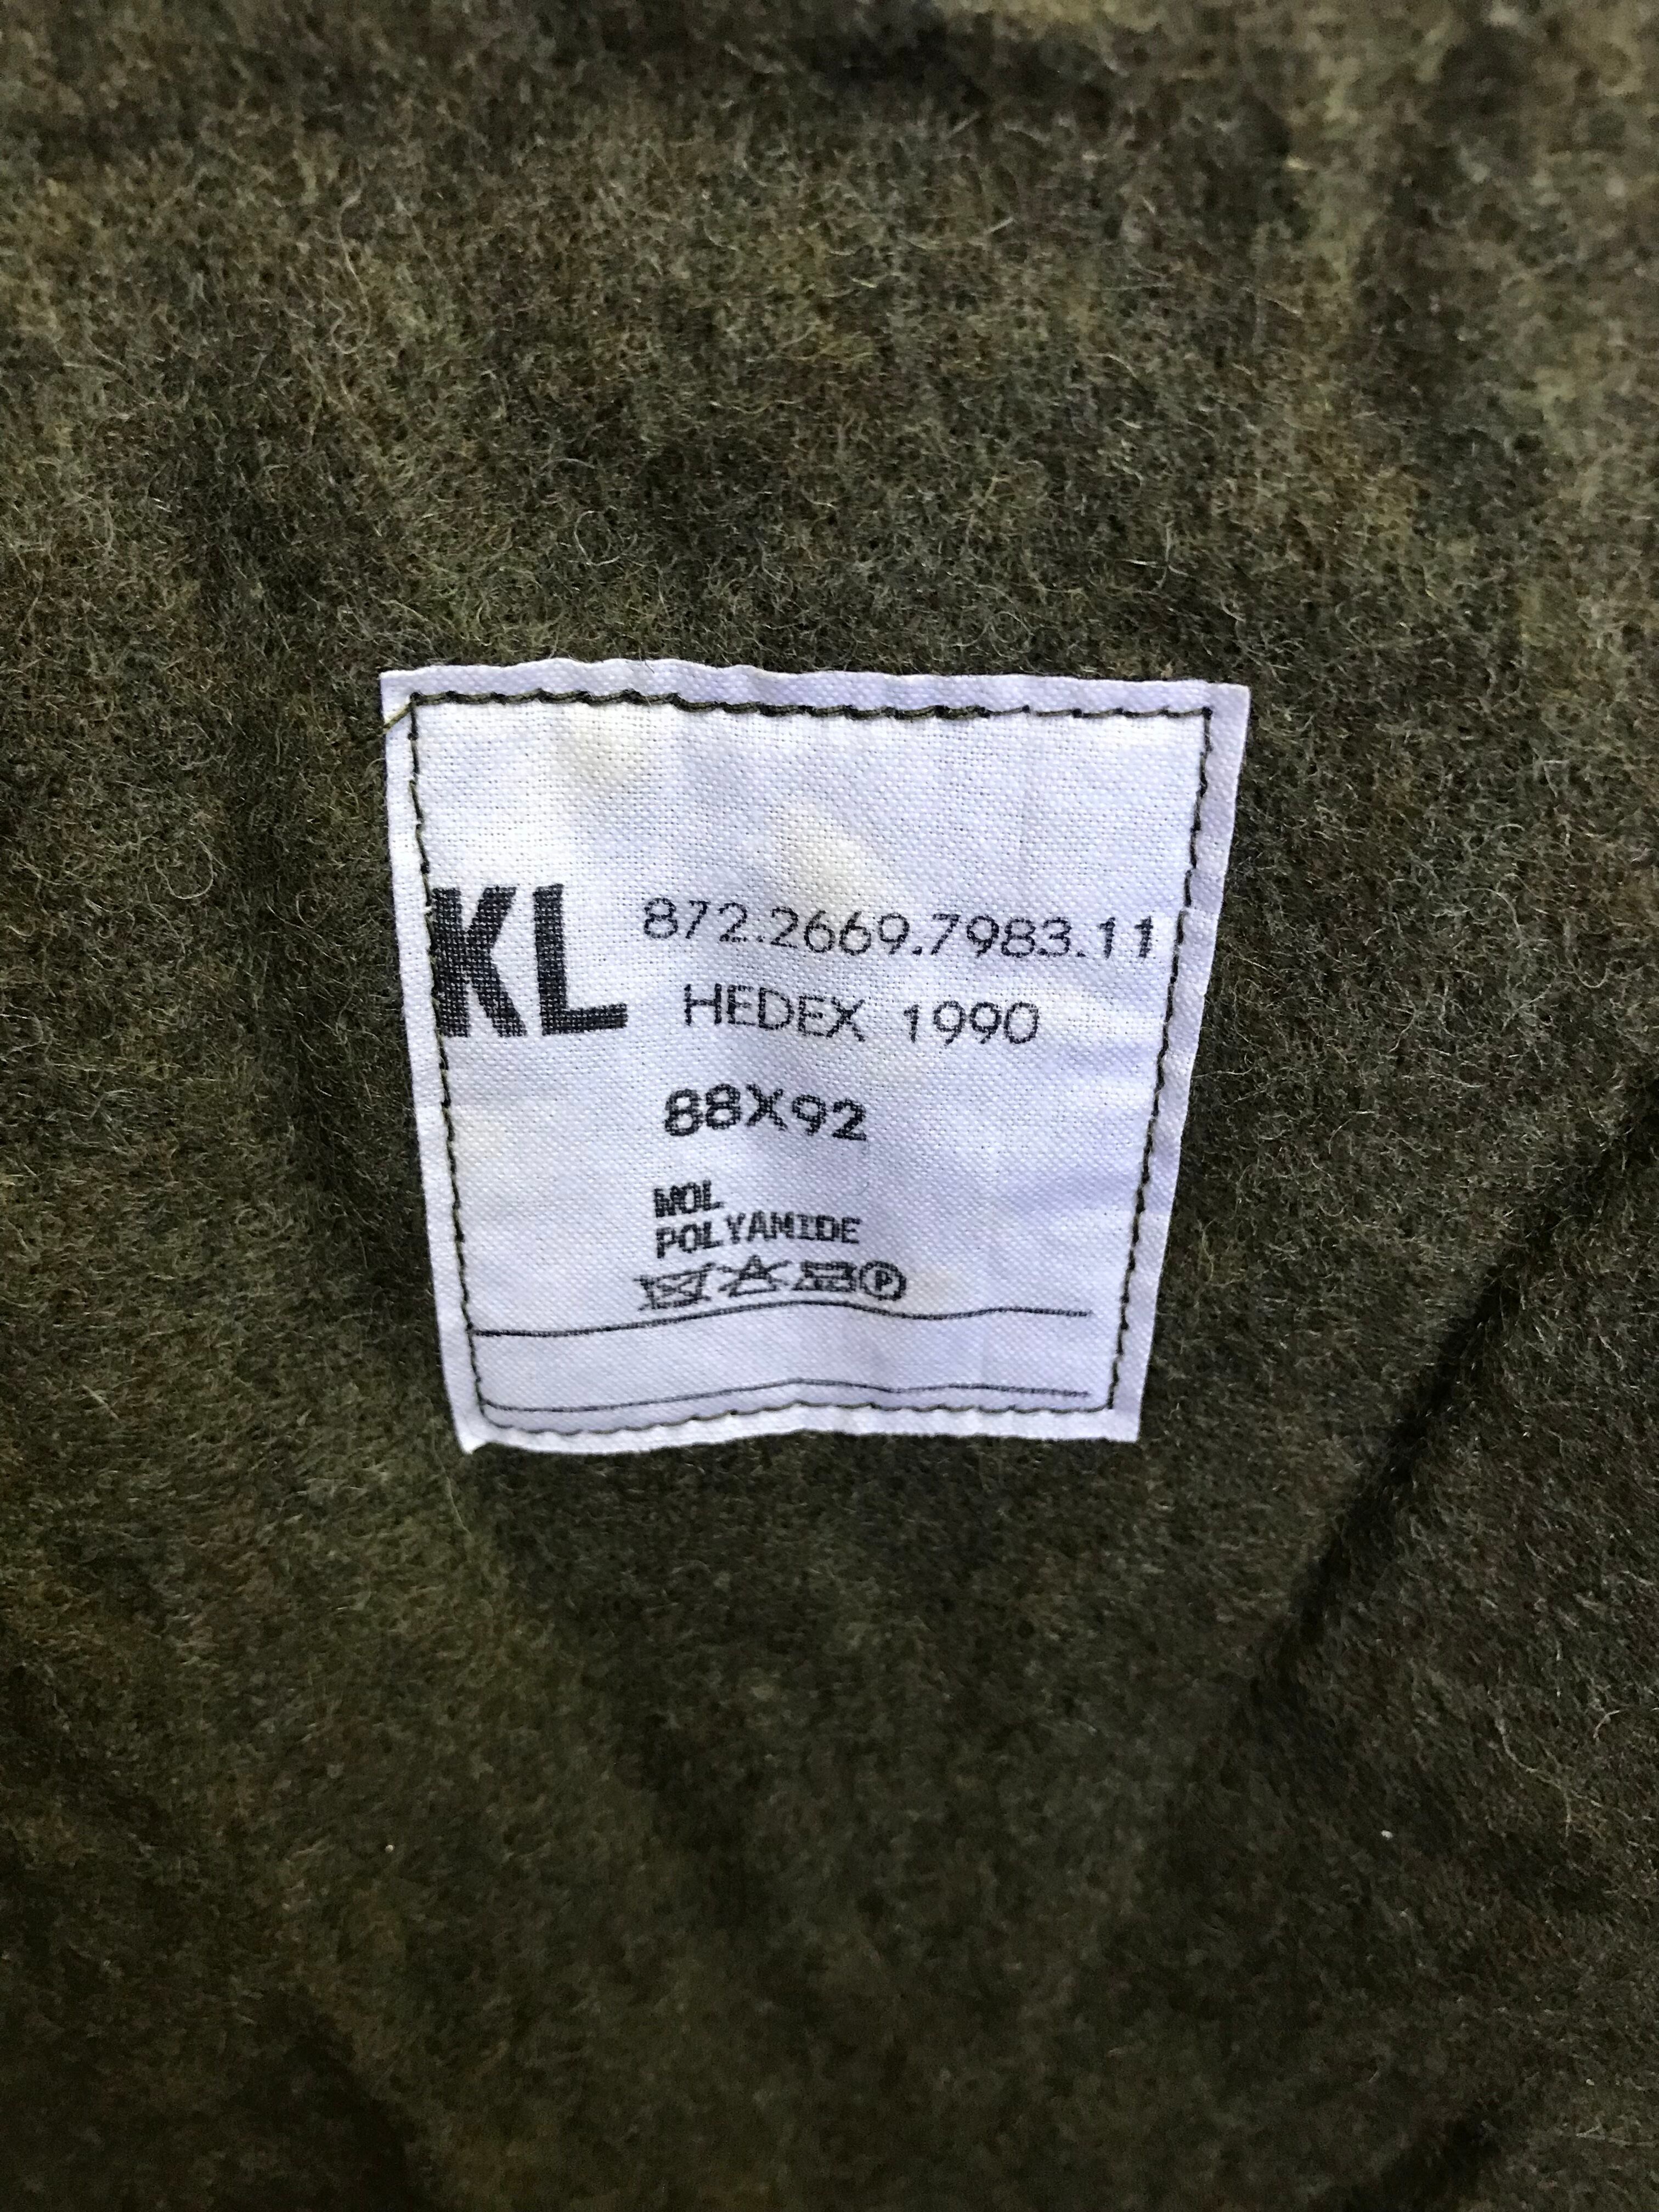 KL 872.2669.7983.11
HEDEX 1990
88X92
WOL
POLYAMIDE
P